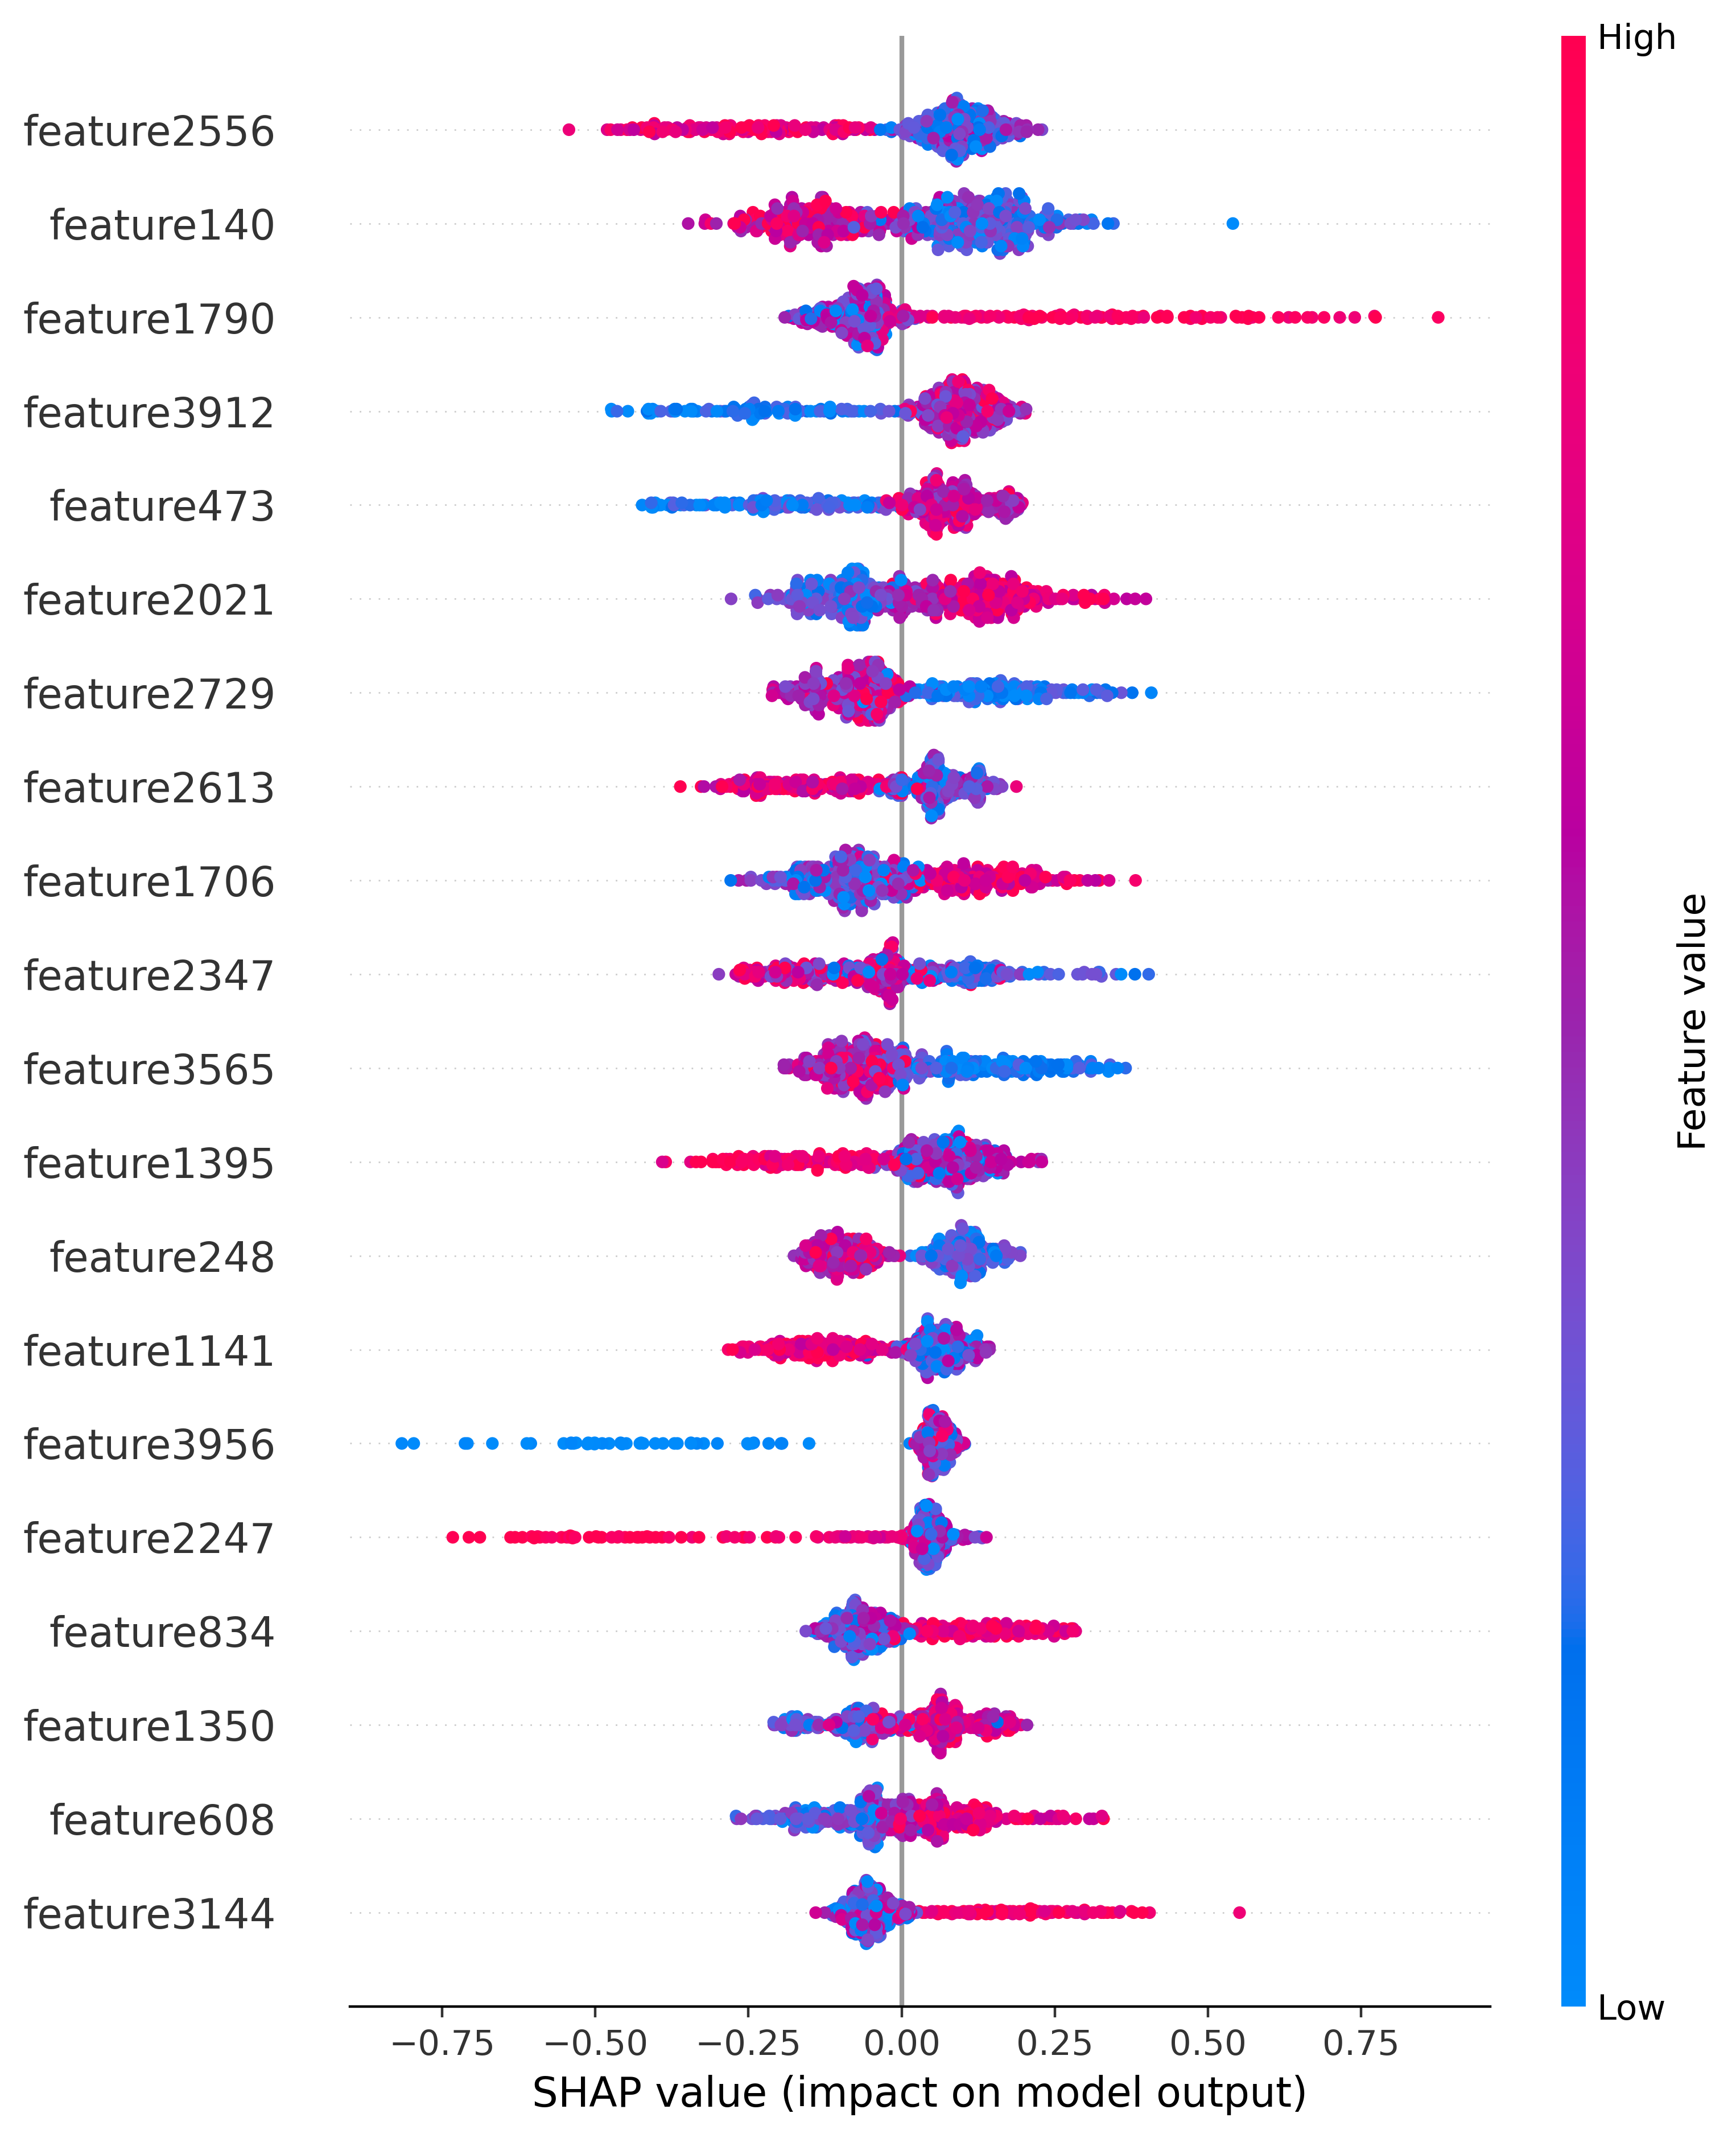 High
feature2556
feature140
feature1790
feature3912
feature473
feature2021
feature2729
feature2613
feature1706
feature2347
feature3565
feature1395
feature248
feature1141
feature3956
feature2247
feature834
feature1350
feature608
feature3144
Feature value
Low
−0.75 −0.50 −0.25 0.00 0.25 0.50 0.75
SHAP value (impact on model output)